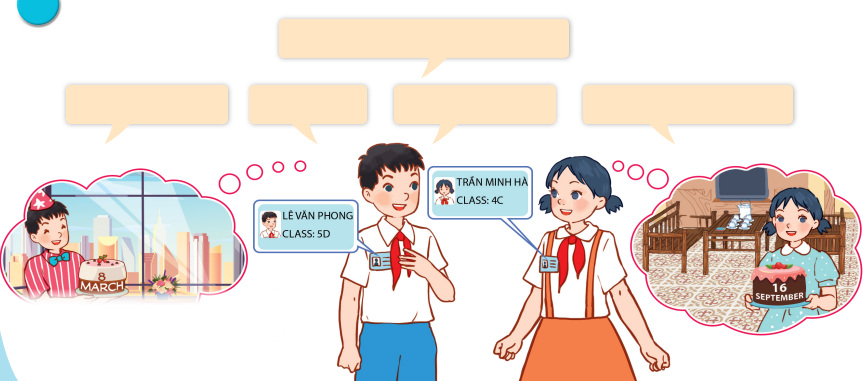 TRẦN MINH HÀ
CLASS: 4C
LÊ VĂN PHONG
CLASS: 5D
8
MARCH
16
SEPTEMBER